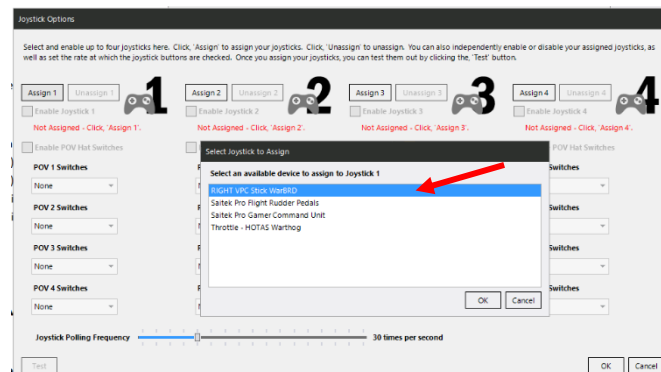 Joystick Options
Select and enable up to four joysticks here. Click, 'Assign' to assign your joysticks. Click, 'Unassign' to unassign. You can also independently enable or disable your assigned joysticks, as
well as set the rate at which the joystick buttons are checked. Once you assign your joysticks, you can test them out by clicking the, 'Test' button.
Assign 1 Unassign 1 1 Assign 2 Unassign 2 2 Assign 3 Unassign 3 3 Assign 4 Unassign 4 4
Enable Joystick 1 Enable Joystick 2 Enable Joystick 3 Enable Joystick 4
Not Assigned - Click, 'Assign 1'. Not Assigned - Click, 'Assign 2'. Not Assigned - Click, 'Assign 3'. Not Assigned - Click, 'Assign 4'.
Enable POV Hat Switches POV Hat Switches
Select Joystick to Assign
POV 1 Switches Switches
Select an available device to assign to Joystick 1
None
RIGHT VPC Stick WarBRD
Saitek Pro Flight Rudder Pedals
POV 2 Switches Switches
Saitek Pro Gamer Command Unit
None
Throttle - HOTAS Warthog
POV 3 Switches Switches
None
POV 4 Switches Switches
None
OK Cancel
Joystick Polling Frequency 30 times per second
Test OK Cancel